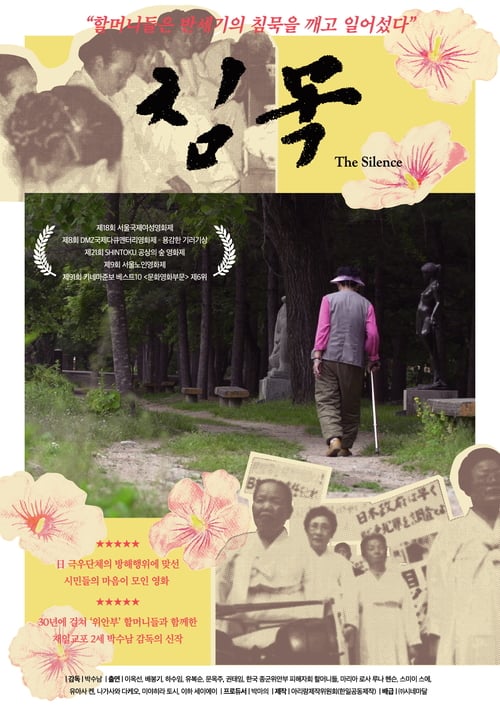 “할머니들은 반세기의 침묵을 깨고 일어섰다”
침묵
The Silence
제18회 서울국제여성영화제
제8회 DMZ국제다큐멘터리영화제 - 용감한 기러기상
제21회 SHINTOKU 공상의 숲 영화제
제9회 서울노인영화제
제91회 키네마준보 베스트10 <문화영화부문> 제6위
日本政府は早く
★★★★★
日 극우단체의 방해행위에 맞선
시민들의 마음이 모인 영화
★★★★★
30년에 걸쳐 ‘위안부’ 할머니들과 함께한
재일교포 2세 박수남 감독의 신작
| 감독 | 박수남 | 출연 | 이옥선, 배봉기, 하수임, 유복순, 문옥주, 권태임, 한국 종군위안부 피해자회 할머니들, 마리아 로사 루나 헨슨, 스미이 스에,
유아사 켄, 나가사와 다케오, 미야하라 토시, 이하 세이에이 | 프로듀서 | 박마의 | 제작 | 아리랑제작위원회(한일공동제작) | 배급 | ㈜시네마달